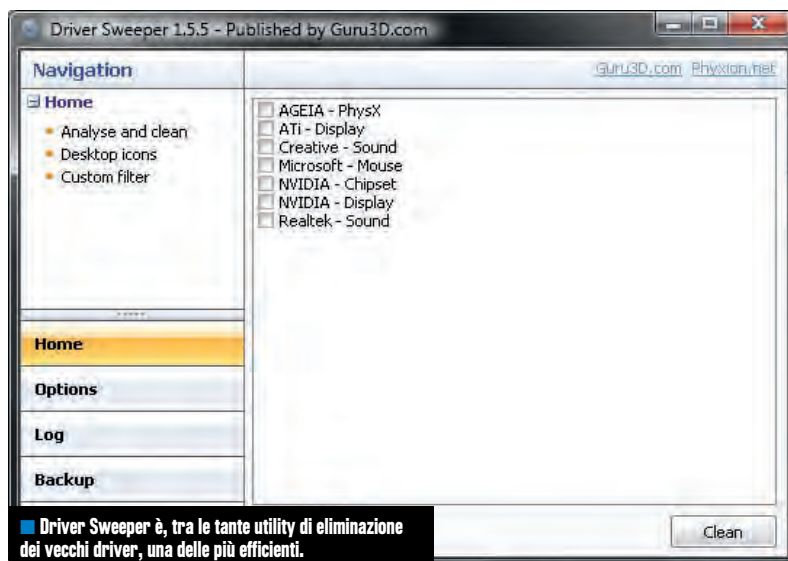 Driver Sweeper 1.5.5 - Published by Guru3D.com
Navigation
Guru3D.com Phyxion.net
Home
Analyse and clean
Desktop icons
Custom filter
AGEIA - PhysX
ATi - Display
Creative - Sound
Microsoft - Mouse
NVIDIA - Chipset
NVIDIA - Display
Realtek - Sound
Home
Options
Log
Backup
Clean
Driver Sweeper è, tra le tante utility di eliminazione
dei vecchi driver, una delle più efficienti.